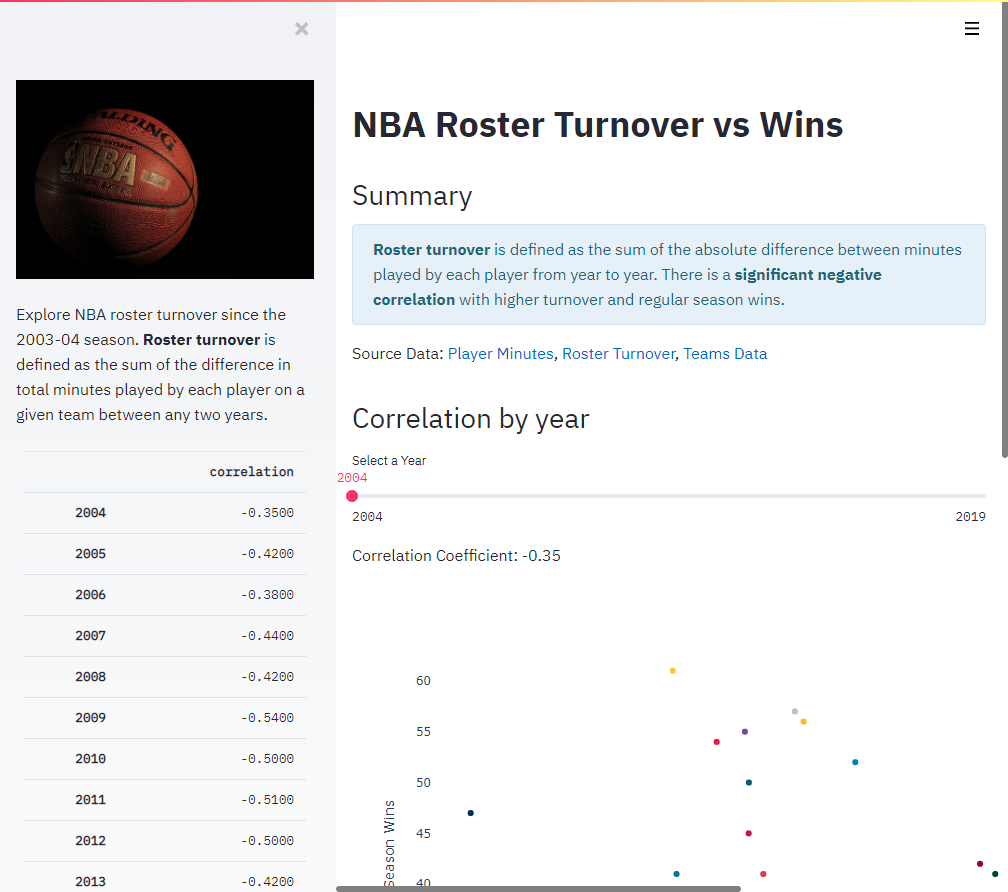 ×
SPALDING
NBA
Explore NBA roster turnover since the
2003-04 season. Roster turnover is
defined as the sum of the difference in
total minutes played by each player on a
given team between any two years.
correlation
2004 -0.3500
2005 -0.4200
2006 -0.3800
2007 -0.4400
2008 -0.4200
2009 -0.5400
2010 -0.5000
2011 -0.5100
2012 -0.5000
2013 -0.4200
NBA Roster Turnover vs Wins
Summary
Roster turnover is defined as the sum of the absolute difference between minutes
played by each player from year to year. There is a significant negative
correlation with higher turnover and regular season wins.
Source Data: Player Minutes, Roster Turnover, Teams Data
Correlation by year
Select a Year
2004
2004 2019
Correlation Coefficient: -0.35
60
55
50
45
40
Season Wins